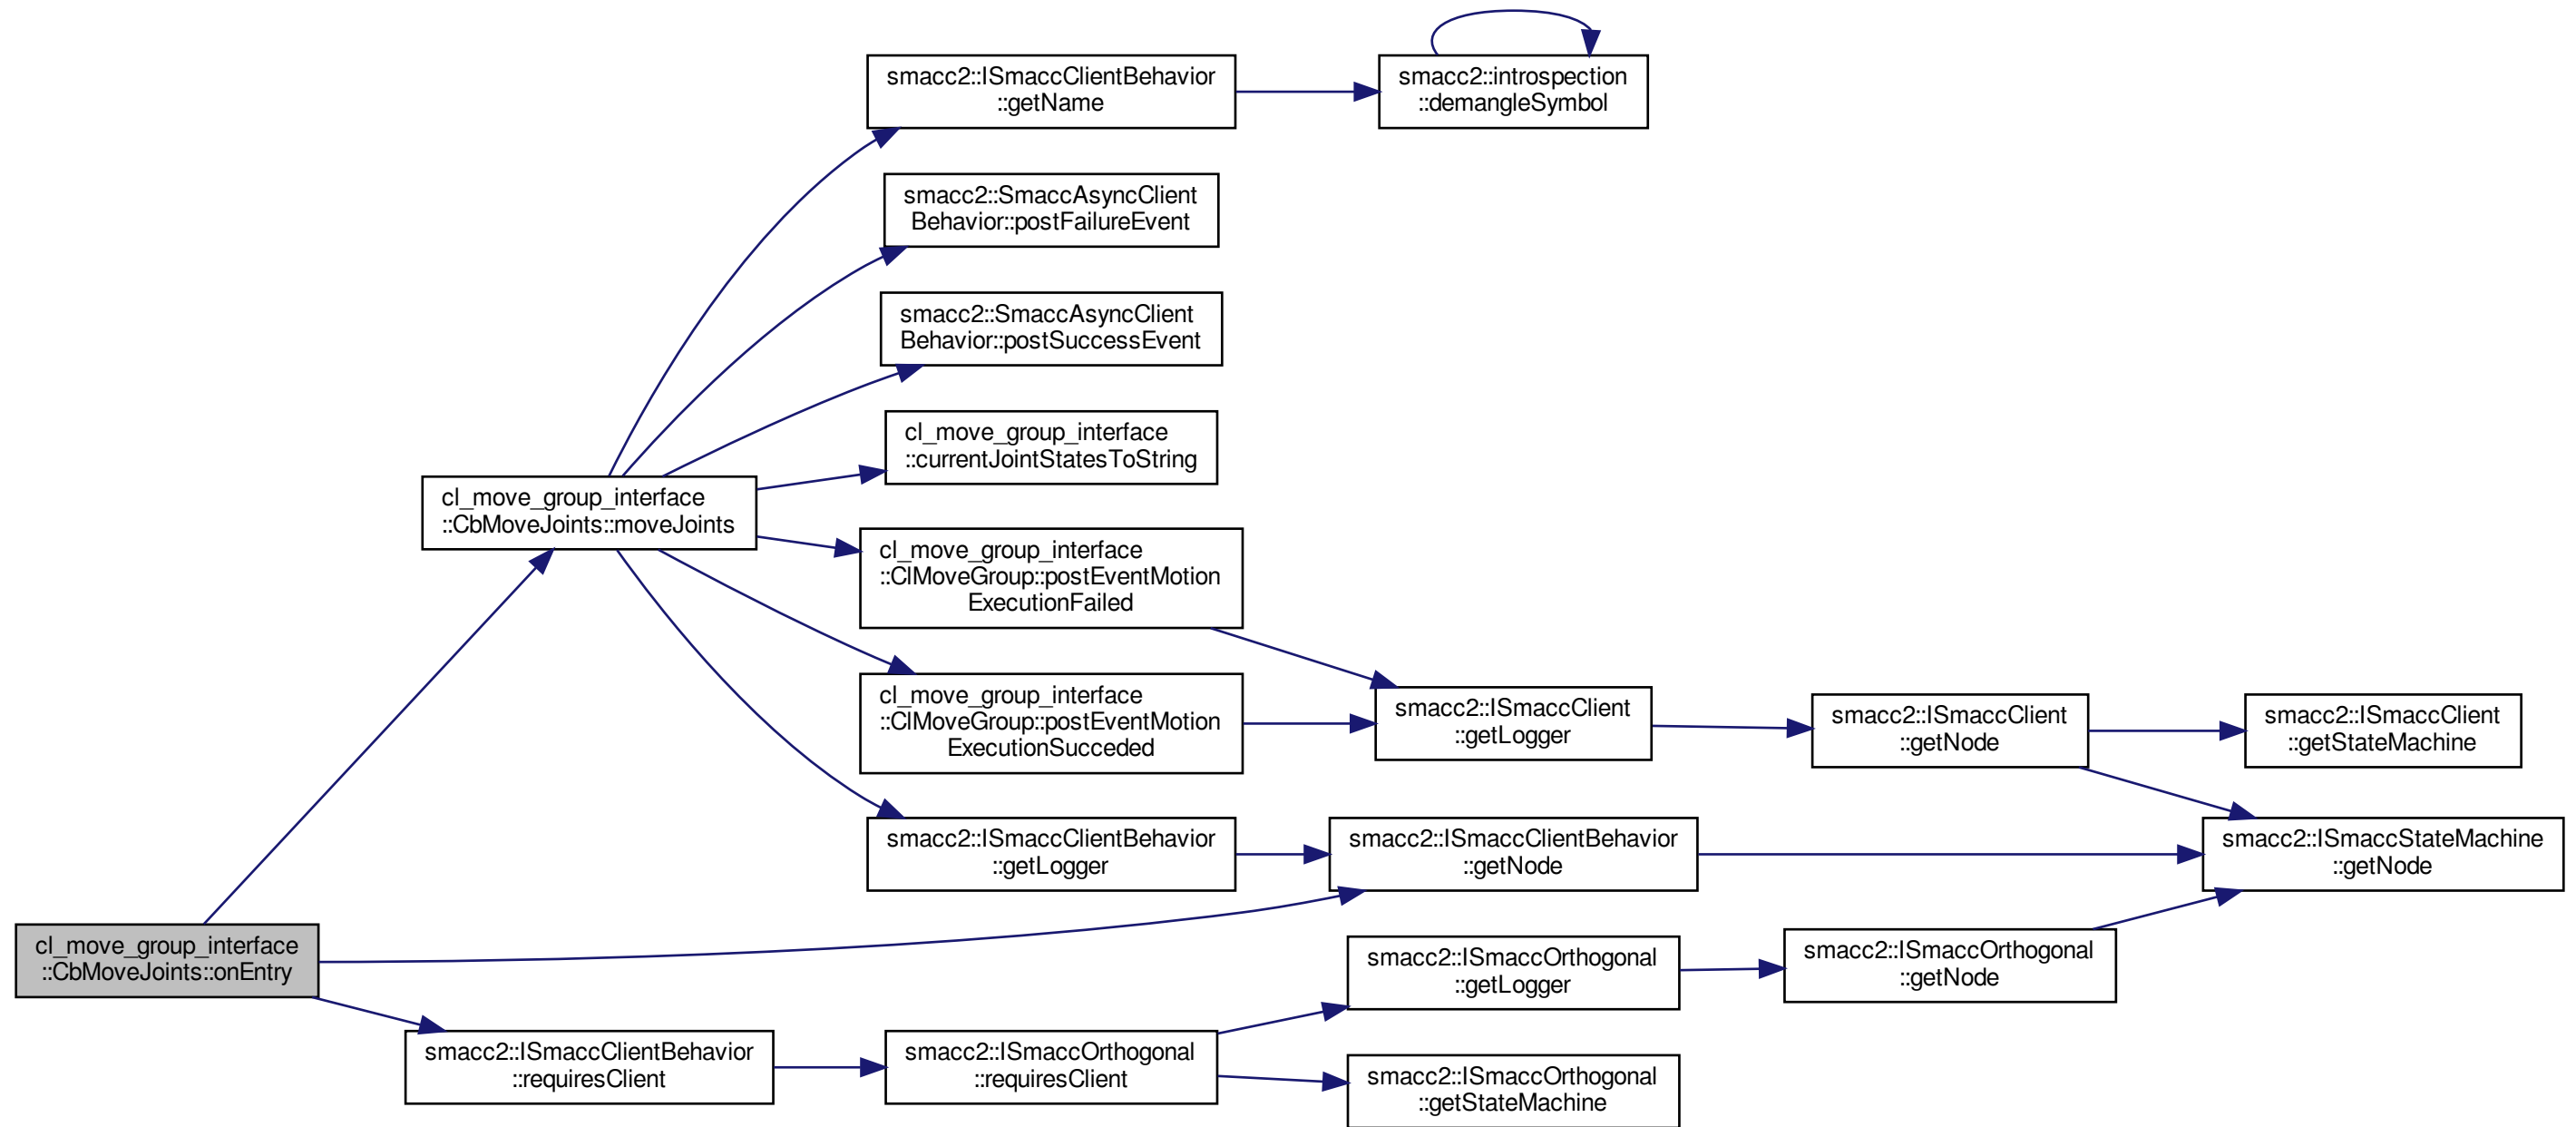 smacc2::ISmaccClientBehavior
::getName
smacc2::introspection
::demangleSymbol
smacc2::SmaccAsyncClient
Behavior::postFailureEvent
smacc2::SmaccAsyncClient
Behavior::postSuccessEvent
cl_move_group_interface
::currentJointStatesToString
cl_move_group_interface
::CbMoveJoints::moveJoints
cl_move_group_interface
::ClMoveGroup::postEventMotion
ExecutionFailed
cl_move_group_interface
::ClMoveGroup::postEventMotion
ExecutionSucceded
smacc2::ISmaccClient
::getLogger
smacc2::ISmaccClient
::getNode
smacc2::ISmaccClient
::getStateMachine
smacc2::ISmaccClientBehavior
::getLogger
smacc2::ISmaccClientBehavior
::getNode
smacc2::ISmaccStateMachine
::getNode
cl_move_group_interface
::CbMoveJoints::onEntry
smacc2::ISmaccOrthogonal
::getLogger
smacc2::ISmaccOrthogonal
::getNode
smacc2::ISmaccClientBehavior
::requiresClient
smacc2::ISmaccOrthogonal
::requiresClient
smacc2::ISmaccOrthogonal
::getStateMachine